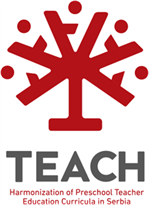 TEACH
Harmonization of Preschool Teacher
Education Curricula in Serbia